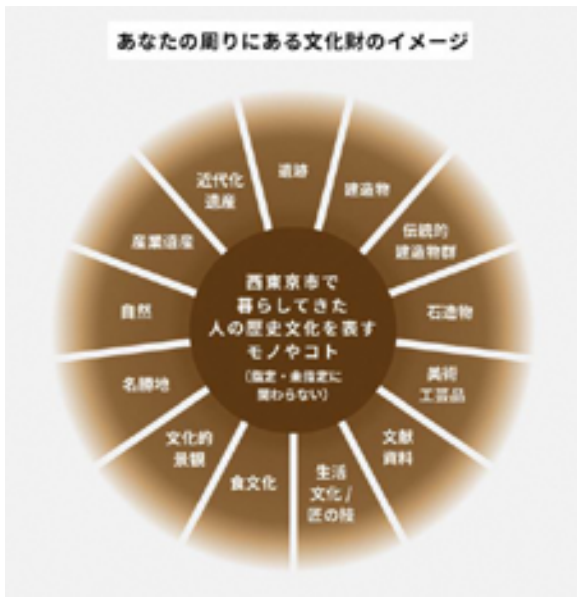 あなたの周りにある文化財のイメージ
遺跡
建造物
伝統的
建造物群
石造物
美術
工芸品
文献
資料
生活
文化 /
匠の技
食文化
文化的
景観
名勝地
自然
産業遺産
近代化
遺産
西東京市で
暮らしてきた
人の歴史文化を表す
モノやコト
（指定・未指定に
関わらない）